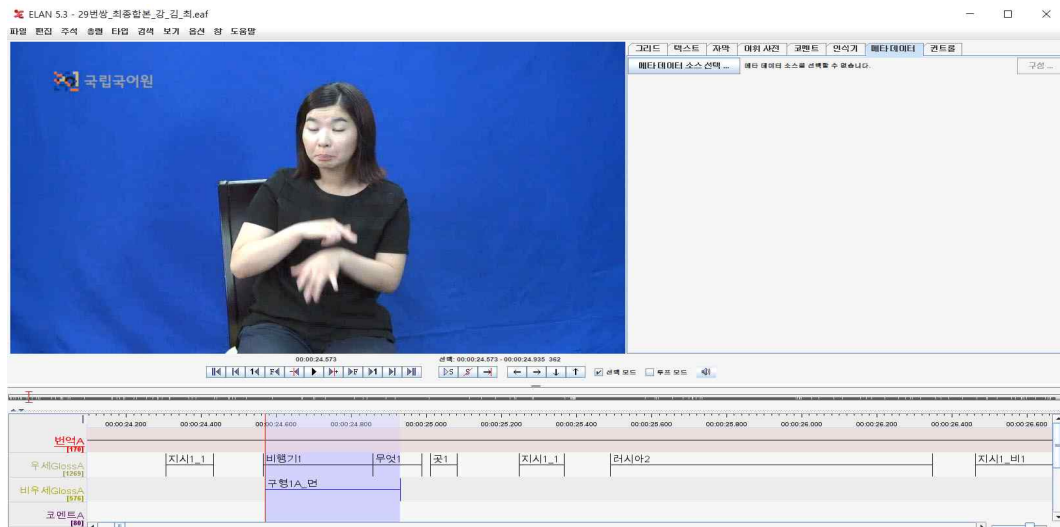 ELAN 5.3 - 29번쌍_최종합본_강_김_최.eaf
파일 편집 주석 층렬 타입 검색 보기 옵션 창 도움말
국립국어원
그리드 텍스트 자막 어휘 사전 코멘트 인식기 메타데이터 컨트롤
메타데이터 소스 선택 ... 메타 데이터 소스를 선택할 수 없습니다. 구성 ...
00:00:24.573 선택: 00:00:24.573 - 00:00:24.935 362
선택 모드 루프 모드
00:00:24.200 00:00:24.400 00:00:24.600 00:00:24.800 00:00:25.000 00:00:25.200 00:00:25.400 00:00:25.600 00:00:25.800 00:00:26.000 00:00:26.200 00:00:26.400 00:00:26.600
번역A
[170]
지시1_1 비행기1 무엇1 곳1 지시1_1 러시아2 지시1_비1
우세GlossA
[1269]
구형1A_먼
비우세GlossA
[576]
코멘트A
[80]